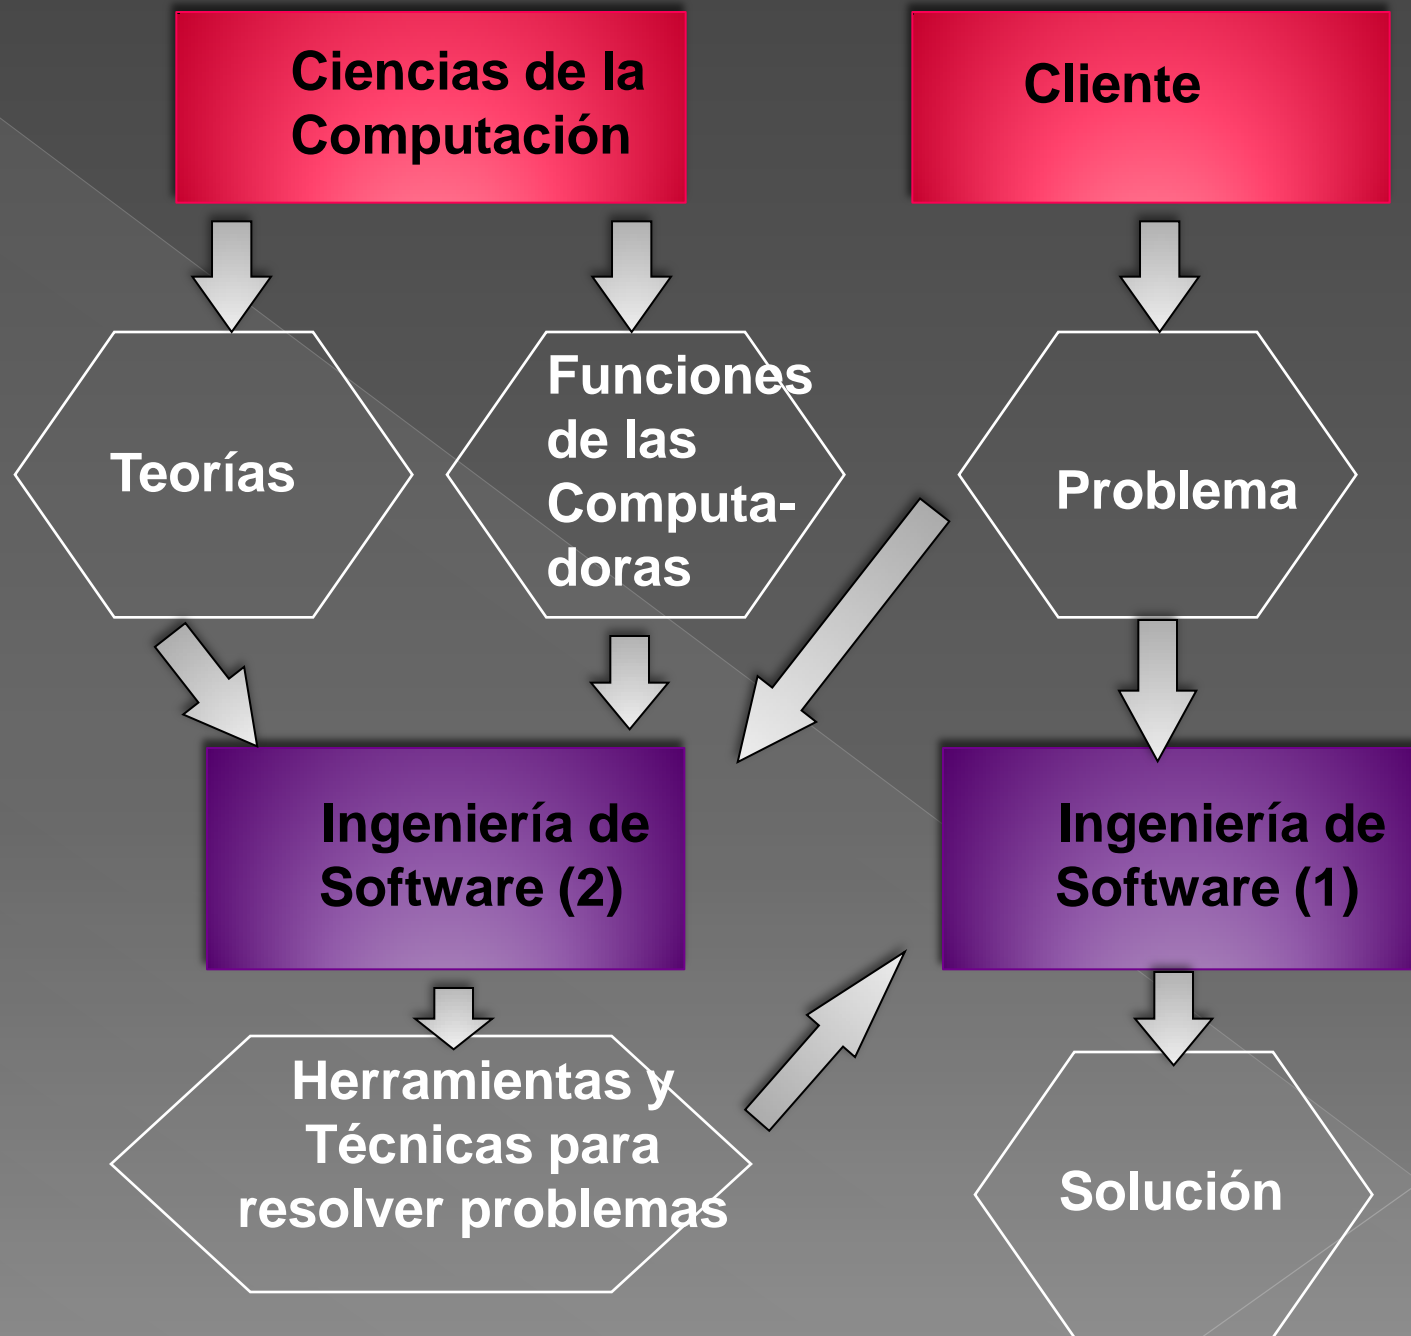 Ciencias de la
Computación
Cliente
Teorías
Funciones
de las
Computa-
doras
Problema
Ingeniería de
Software (2)
Ingeniería de
Software (1)
Herramientas y
Técnicas para
resolver problemas
Solución